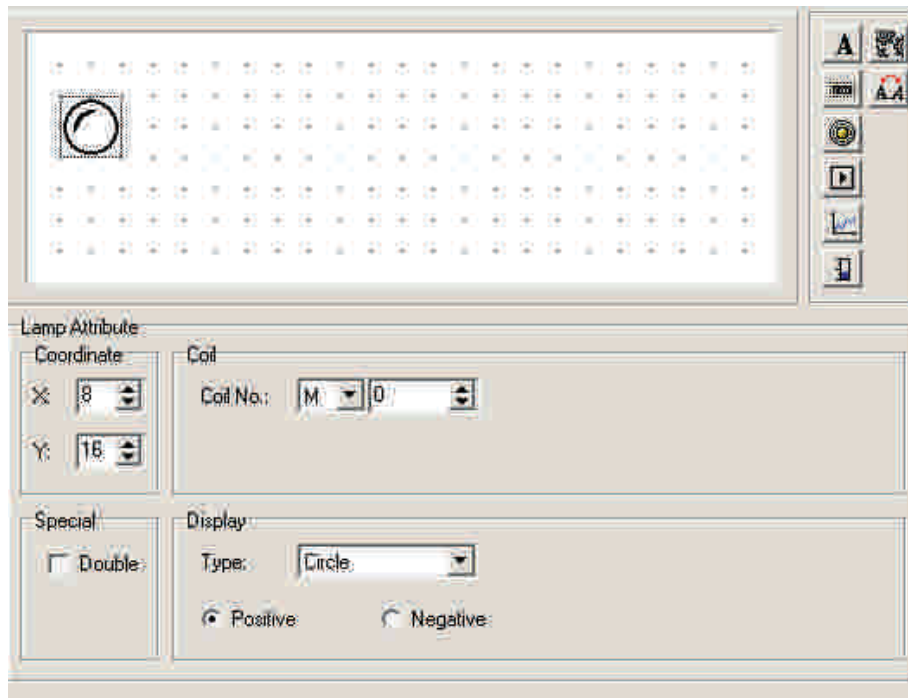 A
A A
Lamp Attribute
Coordinate
X: 8
Y: 16
Coil
Coil No.: M 0
Special
Double
Display
Type: Circle
Positive Negative